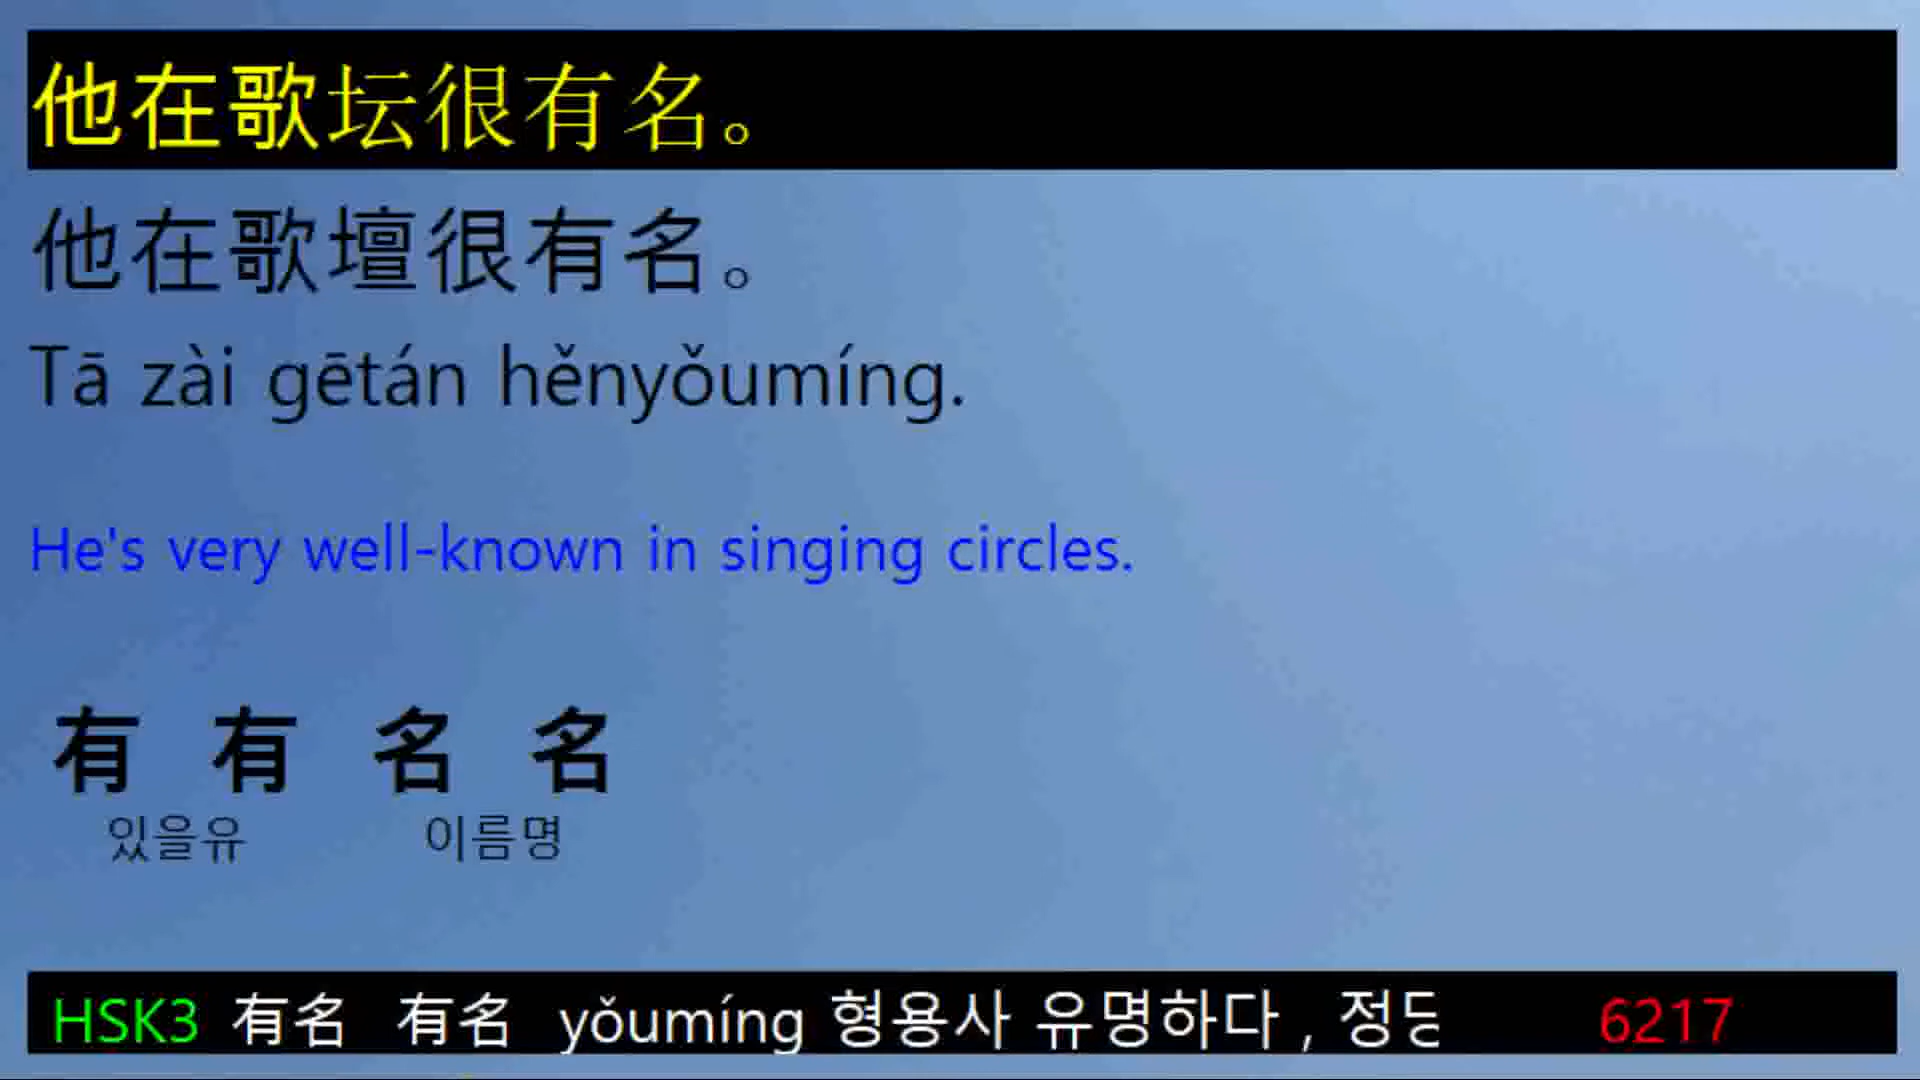 他在歌坛很有名。
他在歌壇很有名。
Tā zài gētán hěnyǒumíng.
He's very well-known in singing circles.
有 有 名 名
있을유 이름명
HSK3 有名 有名 yǒumíng 형용사 유명하다 , 6217